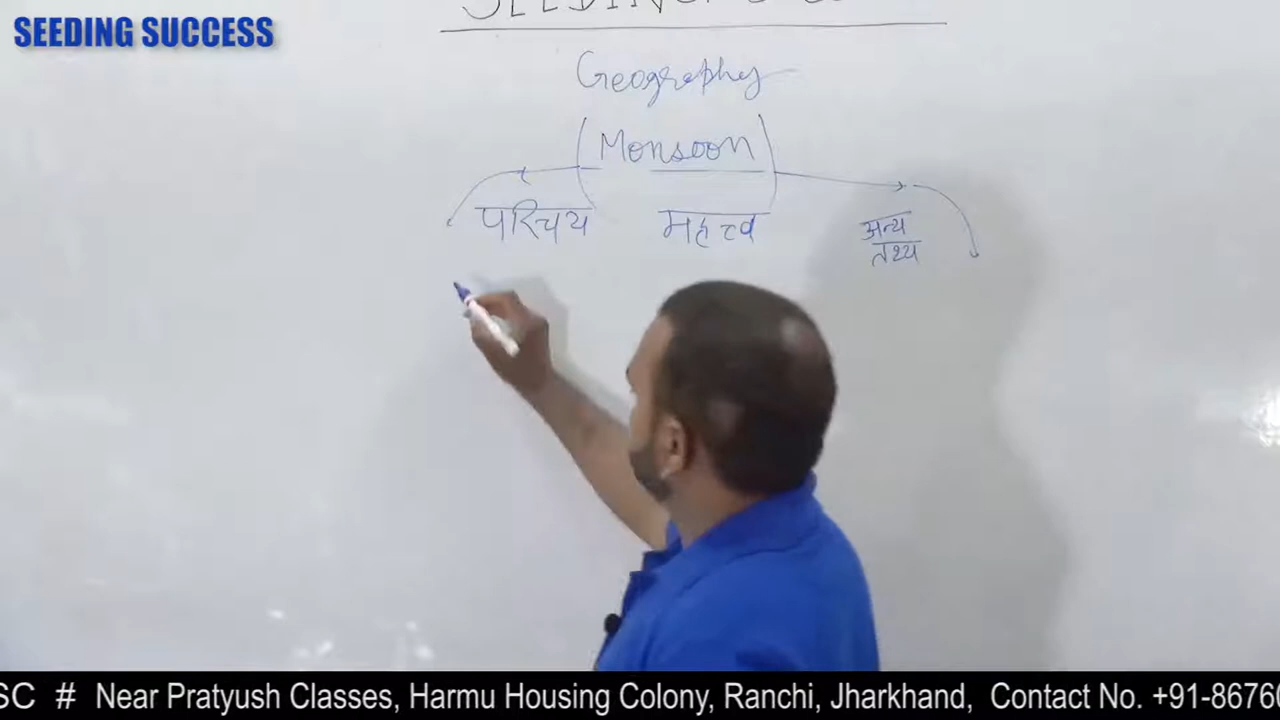 SEEDING SUCCESS
Geography
Monsoon
परिचय महत्त्व अन्य
तथ्य
SC # Near Pratyush Classes, Harmu Housing Colony, Ranchi, Jharkhand, Contact No. +91-8676